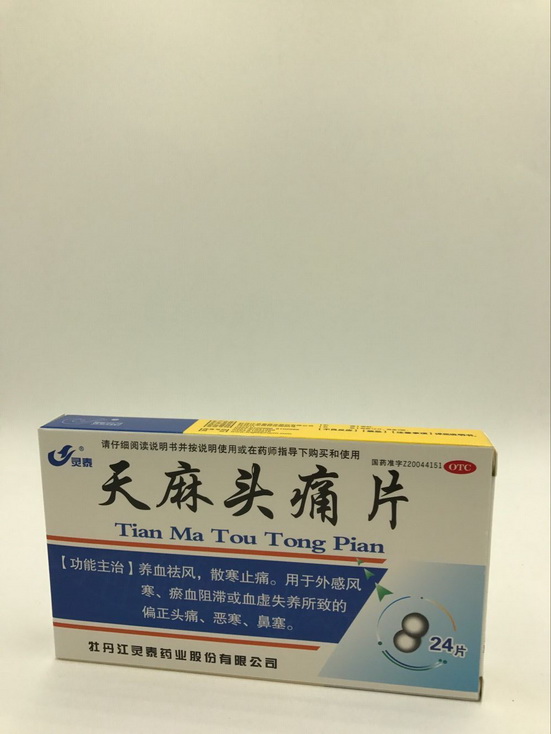 灵泰®
请仔细阅读说明书并按说明使用或在药师指导下购买和使用
国药准字Z20044151 OTC
天麻头痛片
Tian Ma Tou Tong Pian
【功能主治】养血祛风，散寒止痛。用于外感风
寒、瘀血阻滞或血虚失养所致的
偏正头痛、恶寒、鼻塞。
24片
牡丹江灵泰药业股份有限公司